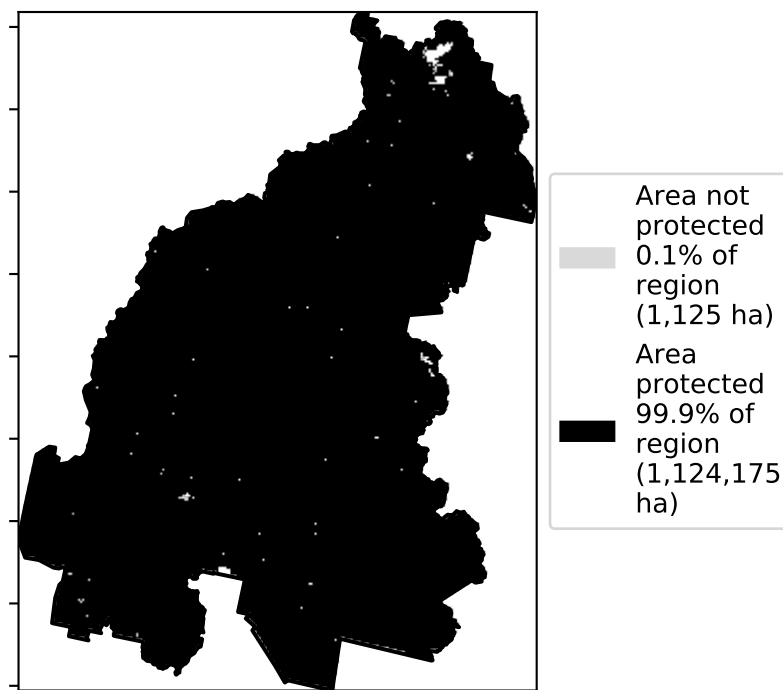 Area not
protected
0.1% of
region
(1,125 ha)
Area
protected
99.9% of
region
(1,124,175
ha)